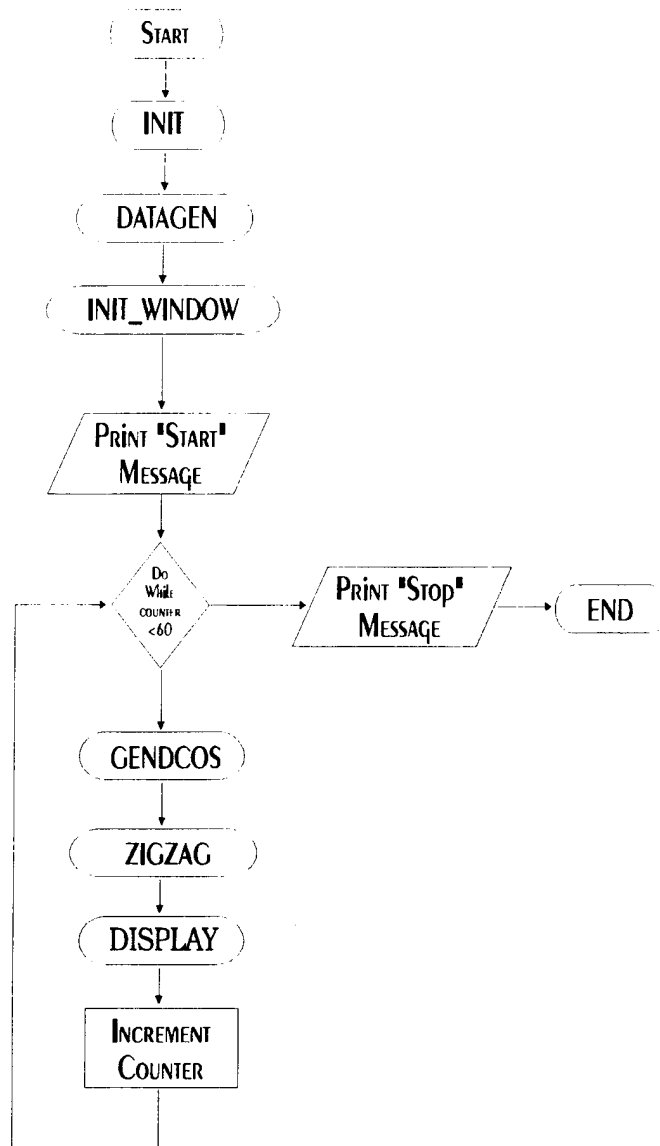 Start
INIT
DATAGEN
INIT_WINDOW
Print "Start"
Message
Do
While
counter
<60
Print "Stop"
Message
END
GENDCOS
ZIGZAG
DISPLAY
Increment
Counter